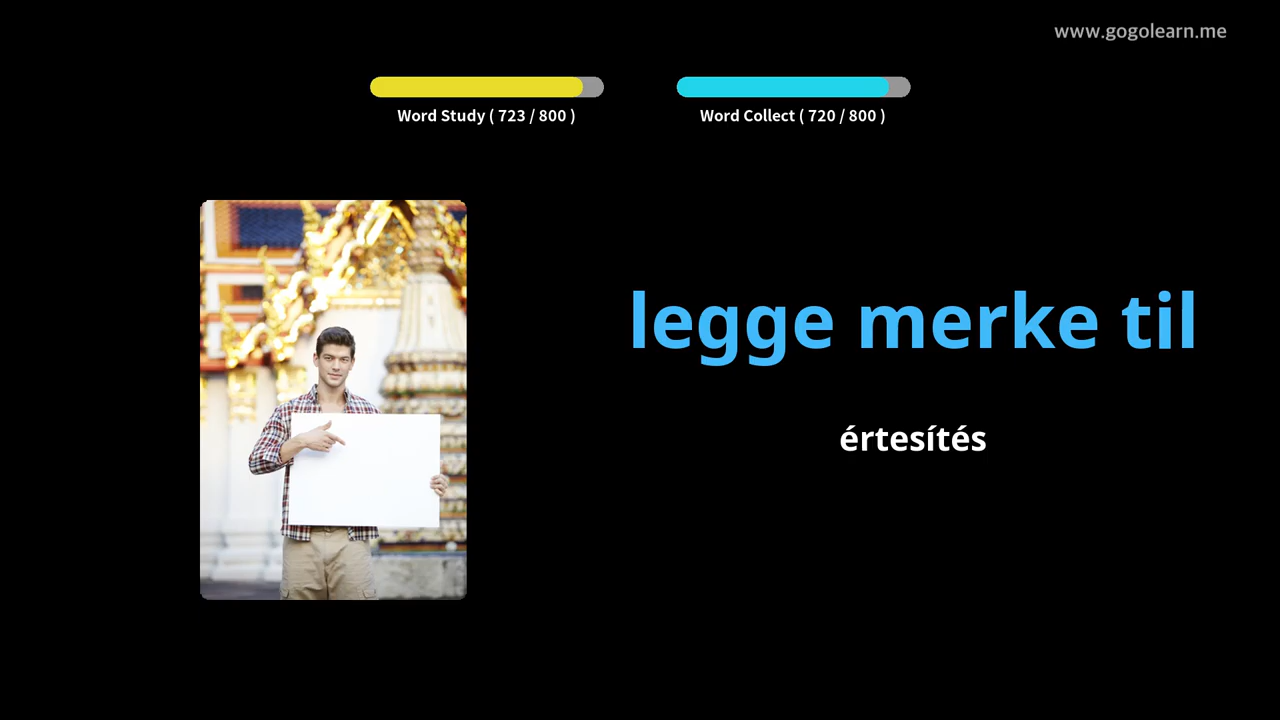 www.gogolearn.me
Word Study ( 723 / 800 )
Word Collect ( 720 / 800 )
legge merke til
értesítés